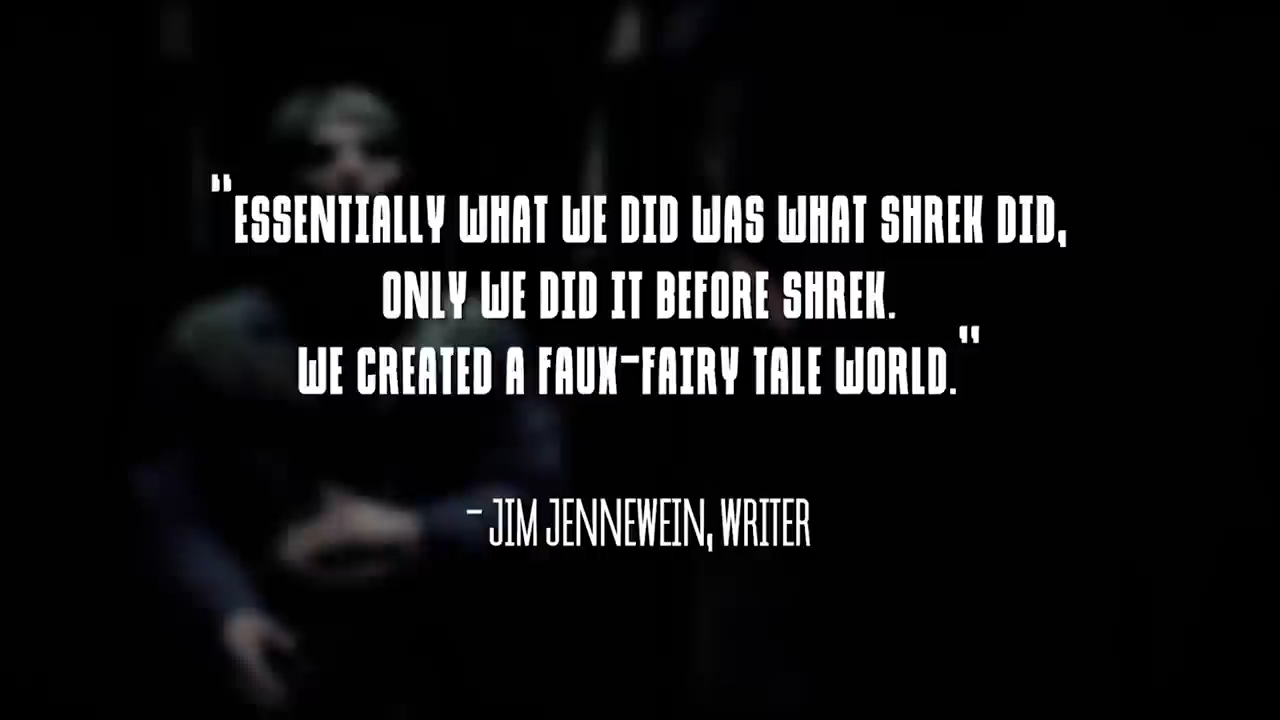 "ESSENTIALLY WHAT WE DID WAS WHAT SHREK DID,
ONLY WE DID IT BEFORE SHREK.
WE CREATED A FAUX-FAIRY TALE WORLD."
- JIM JENNEWEIN, WRITER